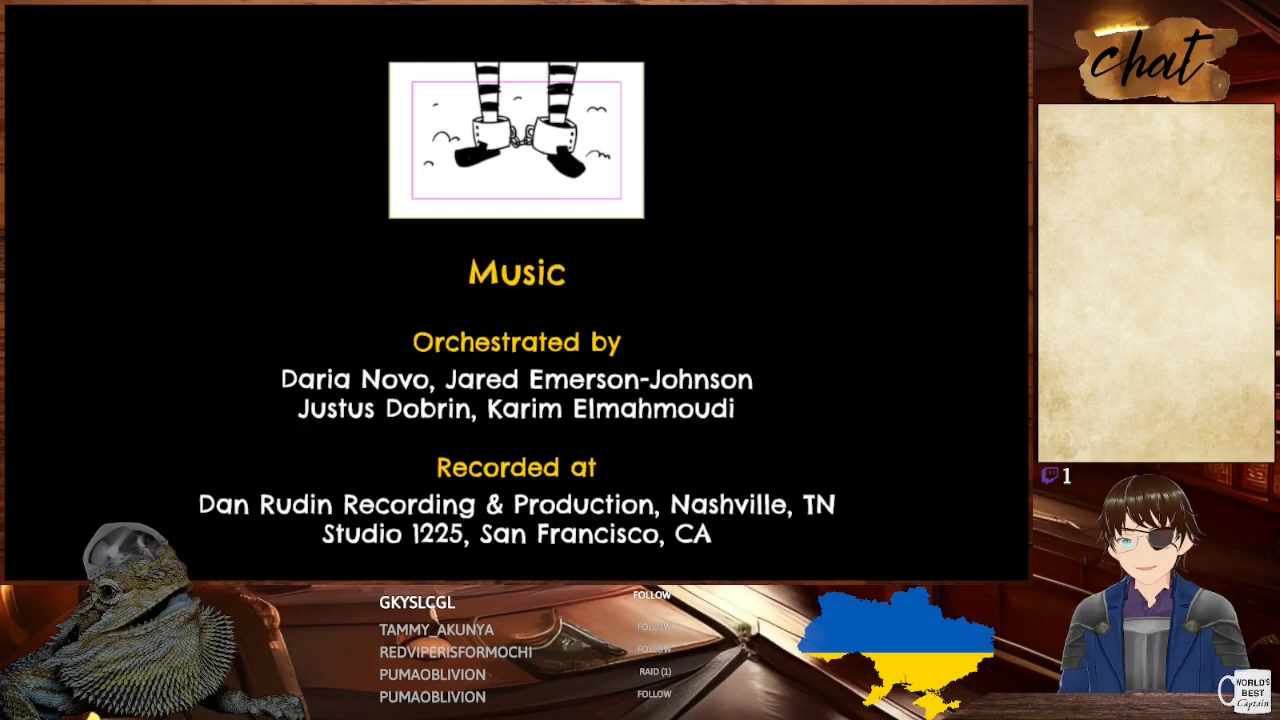 chat
Music
Orchestrated by
Daria Novo, Jared Emerson-Johnson
Justus Dobrin, Karim Elmahmoudi
Recorded at
Dan Rudin Recording & Production, Nashville, TN
Studio 1225, San Francisco, CA
1
GKYSLCGL FOLLOW
TAMMY_AKUNYA FOLLOW
REDVIPERISFORMOCHI FOLLOW
PUMAOBLIVION RAID (1)
PUMAOBLIVION FOLLOW
WORLD'S
BEST
Captain